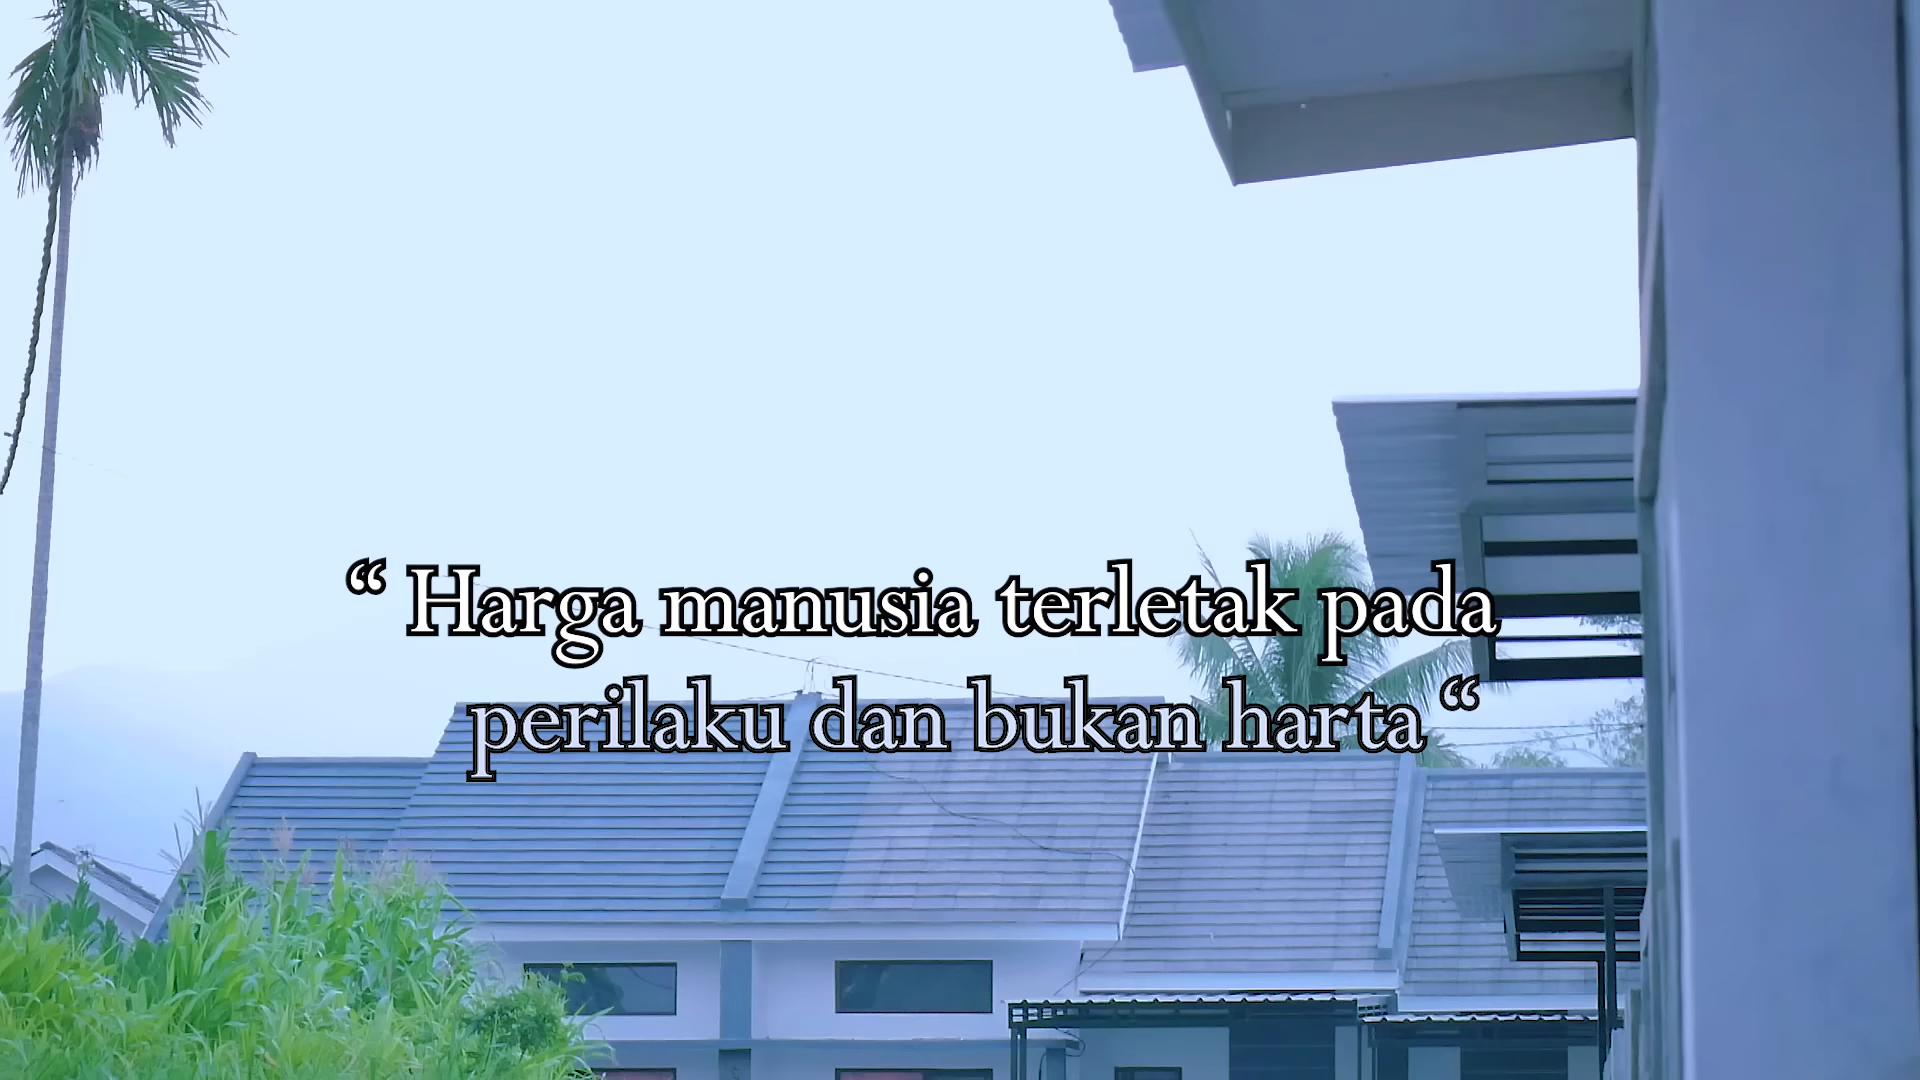 “ Harga manusia terletak pada
perilaku dan bukan harta “